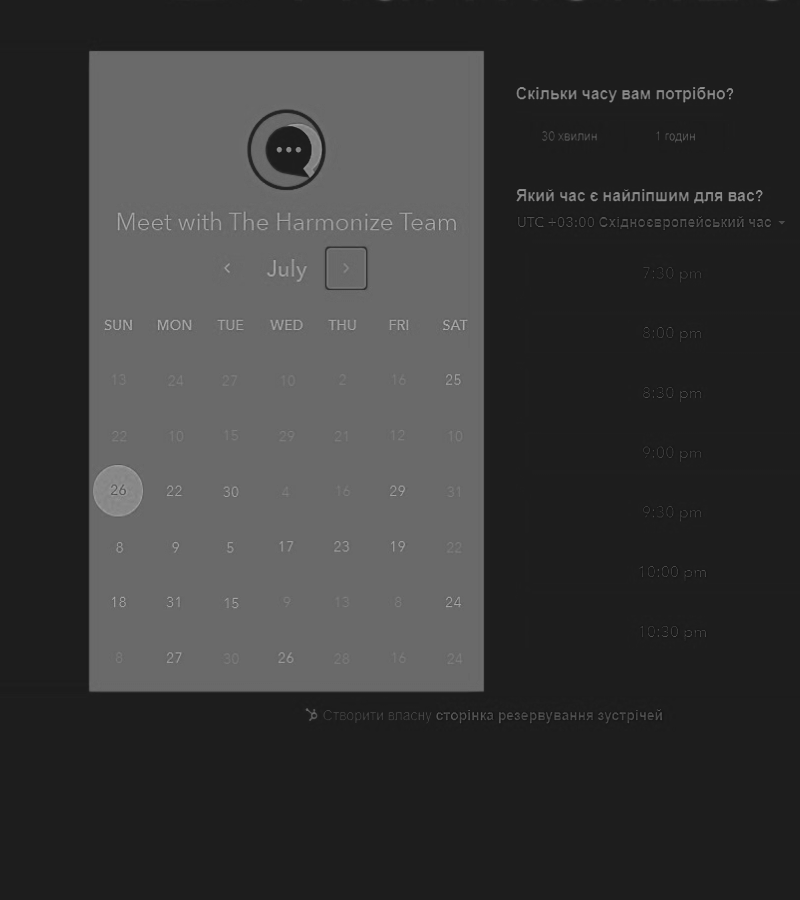 Meet with The Harmonize Team
July
SUN MON TUE WED THU FRI SAT
13 24 27 10 2 16 25
22 10 15 29 21 12 10
26 22 30 4 16 29 31
8 9 5 17 23 19 22
18 31 15 9 13 8 24
8 27 30 26 28 16 24
Скільки часу вам потрібно?
30 хвилин 1 годин
Який час є найліпшим для вас?
UTC +03:00 Східноєвропейський час
7:30 pm
8:00 pm
8:30 pm
9:00 pm
9:30 pm
10:00 pm
10:30 pm
Створити власну сторінка резервування зустрічей